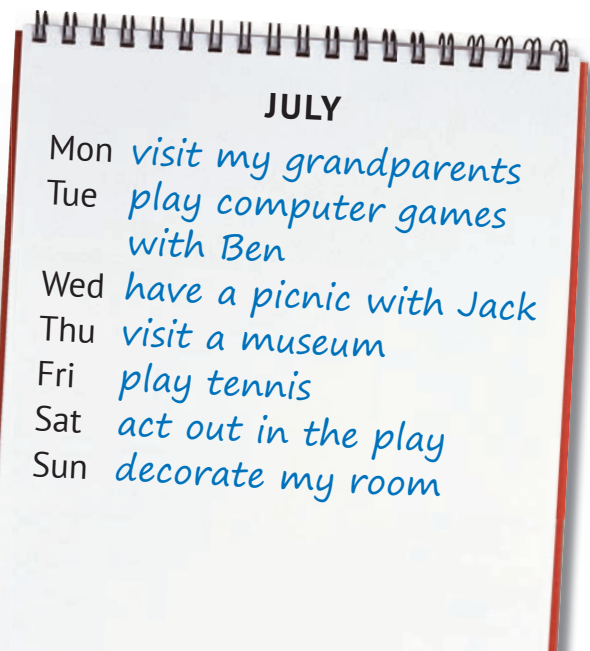 JULY
Mon visit my grandparents
Tue play computer games
with Ben
Wed have a picnic with Jack
Thu visit a museum
Fri play tennis
Sat act out in the play
Sun decorate my room